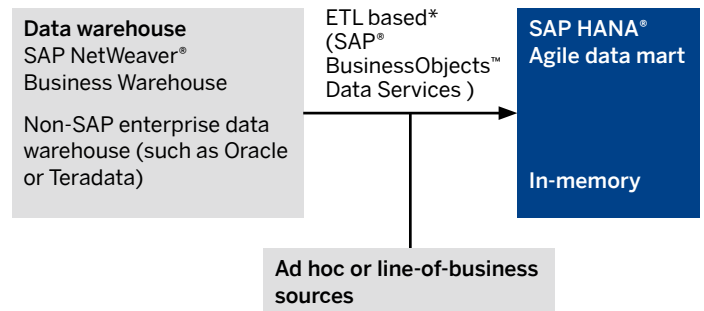 Data warehouse
SAP NetWeaver®
Business Warehouse
Non-SAP enterprise data
warehouse (such as Oracle
or Teradata)
ETL based*
(SAP®
BusinessObjects™
Data Services )
SAP HANA®
Agile data mart
In-memory
Ad hoc or line-of-business
sources